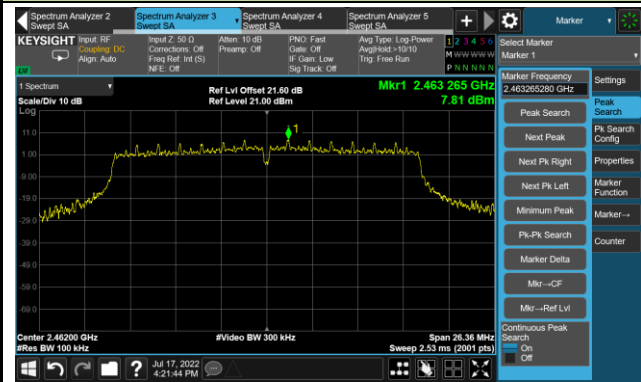 Spectrum Analyzer 2
Swept SA
Spectrum Analyzer 3
Swept SA
Spectrum Analyzer 4
Swept SA
Spectrum Analyzer 5
Swept SA
Marker
KEYSIGHT
Input: RF
Coupling: DC
Align: Auto
Input Z: 50 Ω
Corrections: Off
Freq Ref: Int (S)
NFE: Off
Atten: 10 dB
Preamp: Off
PNO: Fast
Gate: Off
IF Gain: Low
Sig Track: Off
Avg Type: Log-Power
Avg|Hold:>10/10
Trig: Free Run
1 2 3 4 5 6
M W W W W W
P N N N N N
LXI
Select Marker
Marker 1
1 Spectrum
Scale/Div 10 dB
Log
Ref Lvl Offset 21.60 dB
Ref Level 21.00 dBm
Mkr1 2.463 265 GHz
7.81 dBm
11.0
1.00
-9.00
-19.0
-29.0
-39.0
-49.0
-59.0
-69.0
1
Center 2.46200 GHz
#Res BW 100 kHz
#Video BW 300 kHz
Span 26.36 MHz
Sweep 2.53 ms (2001 pts)
Marker Frequency
2.463265280 GHz
Peak Search
Next Peak
Next Pk Right
Next Pk Left
Minimum Peak
Pk-Pk Search
Marker Delta
Mkr→CF
Mkr→Ref Lvl
Continuous Peak
Search
On
Off
Settings
Peak
Search
Pk Search
Config
Properties
Marker
Function
Marker→
Counter
?
Jul 17, 2022
4:21:44 PM